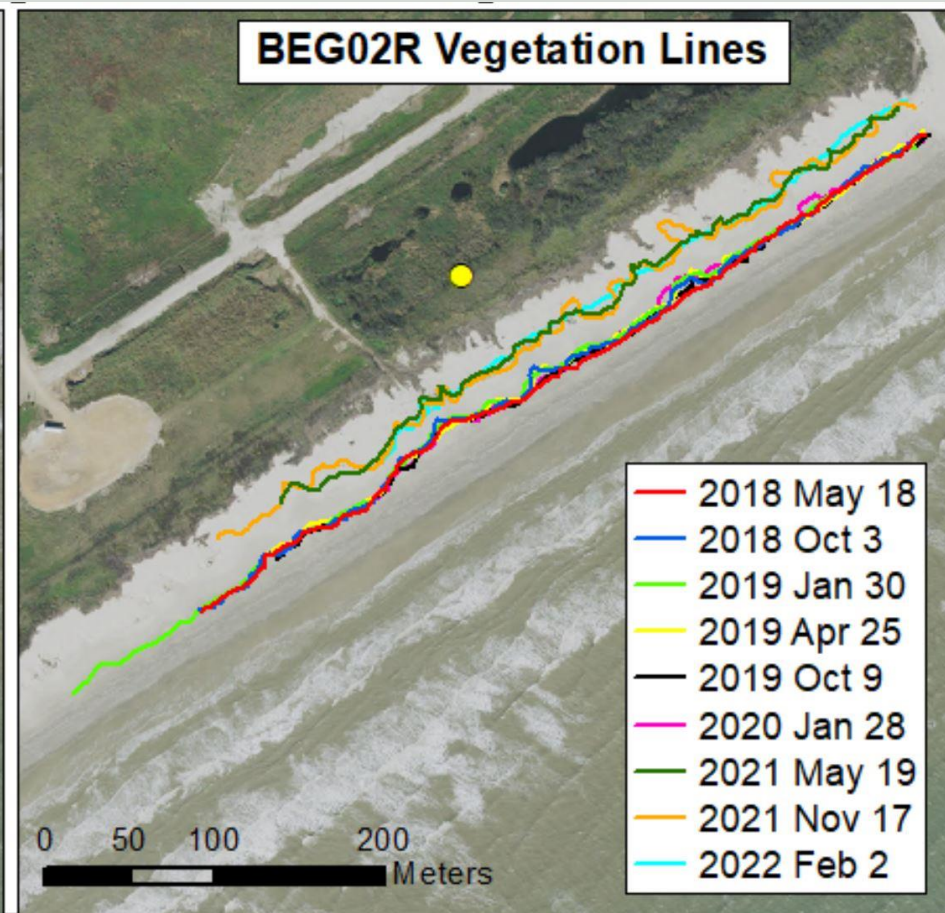 BEG02R Vegetation Lines
2018 May 18
2018 Oct 3
2019 Jan 30
2019 Apr 25
2019 Oct 9
2020 Jan 28
2021 May 19
2021 Nov 17
2022 Feb 2
0 50 100 200
Meters